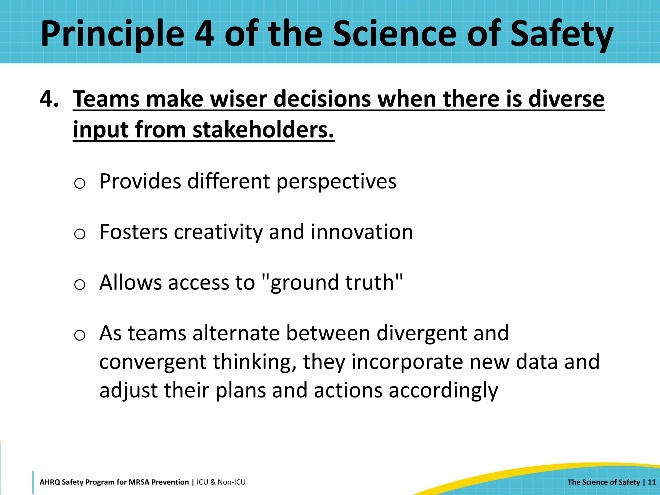 Principle 4 of the Science of Safety
4. Teams make wiser decisions when there is diverse
input from stakeholders.
o Provides different perspectives
o Fosters creativity and innovation
o Allows access to "ground truth"
o As teams alternate between divergent and
convergent thinking, they incorporate new data and
adjust their plans and actions accordingly
AHRQ Safety Program for MRSA Prevention | ICU & Non-ICU
The Science of Safety | 11